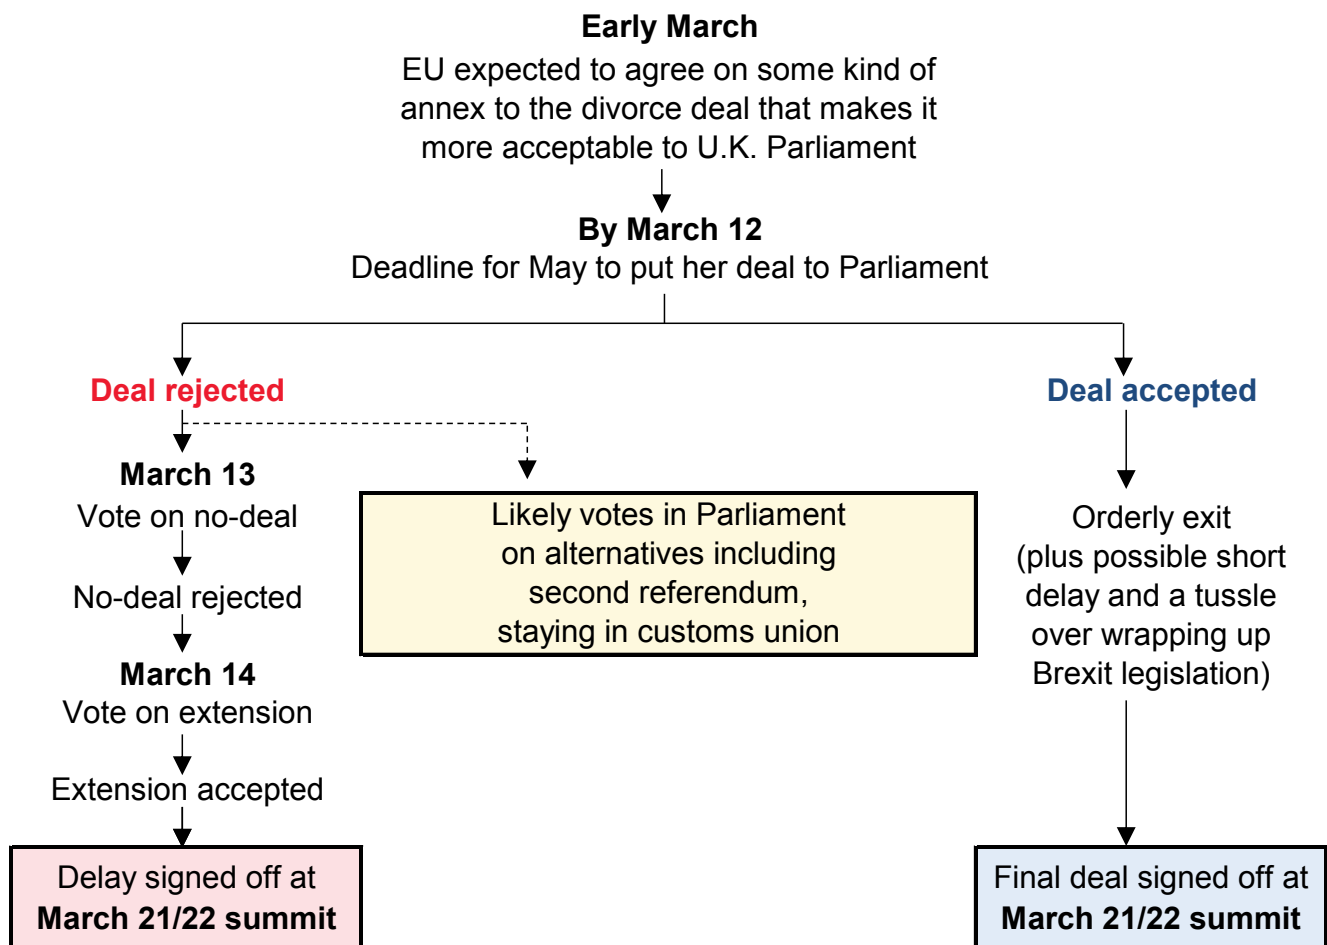 Early March
EU expected to agree on some kind of
annex to the divorce deal that makes it
more acceptable to U.K. Parliament
By March 12
Deadline for May to put her deal to Parliament
Deal rejected
March 13
Vote on no-deal
No-deal rejected
March 14
Vote on extension
Extension accepted
Delay signed off at
March 21/22 summit
Likely votes in Parliament
on alternatives including
second referendum,
staying in customs union
Deal accepted
Orderly exit
(plus possible short
delay and a tussle
over wrapping up
Brexit legislation)
Final deal signed off at
March 21/22 summit